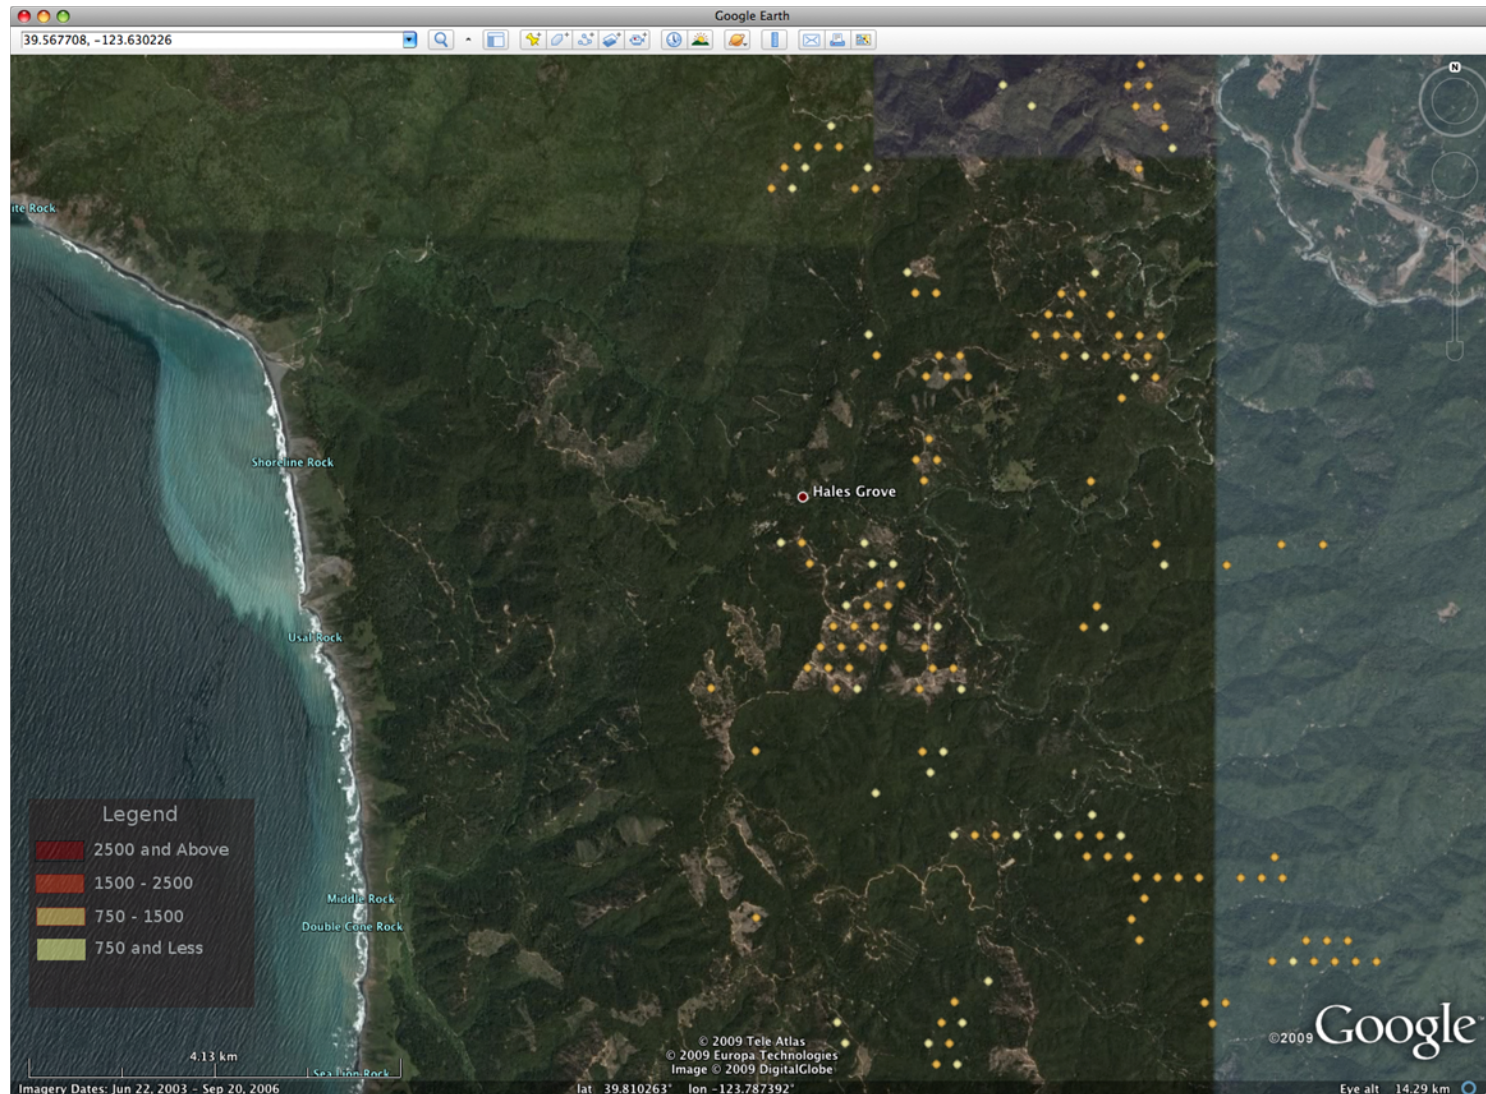 Google Earth
39.567708, -123.630226
N
ite Rock
Shoreline Rock
Hales Grove
Usal Rock
Legend
2500 and Above
1500 - 2500
750 - 1500
750 and Less
Middle Rock
Double Cone Rock
4.13 km
Sea Lion Rock
© 2009 Tele Atlas
© 2009 Europa Technologies
Image © 2009 DigitalGlobe
©2009 Google
Imagery Dates: Jun 22, 2003 - Sep 20, 2006
lat 39.810263° lon -123.787392°
Eye alt 14.29 km